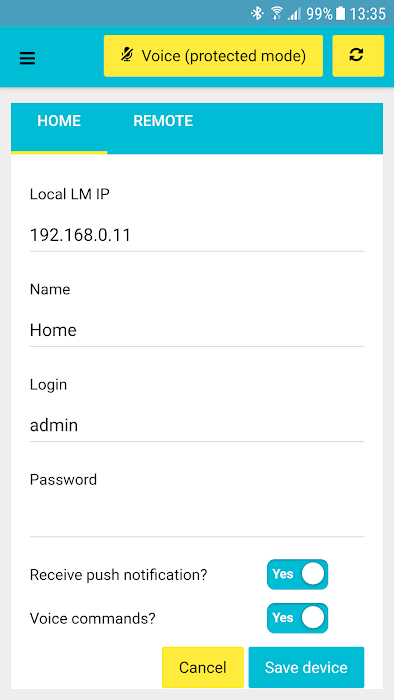 99% 13:35
Voice (protected mode)
HOME REMOTE
Local LM IP
192.168.0.11
Name
Home
Login
admin
Password
Receive push notification? Yes
Voice commands? Yes
Cancel Save device